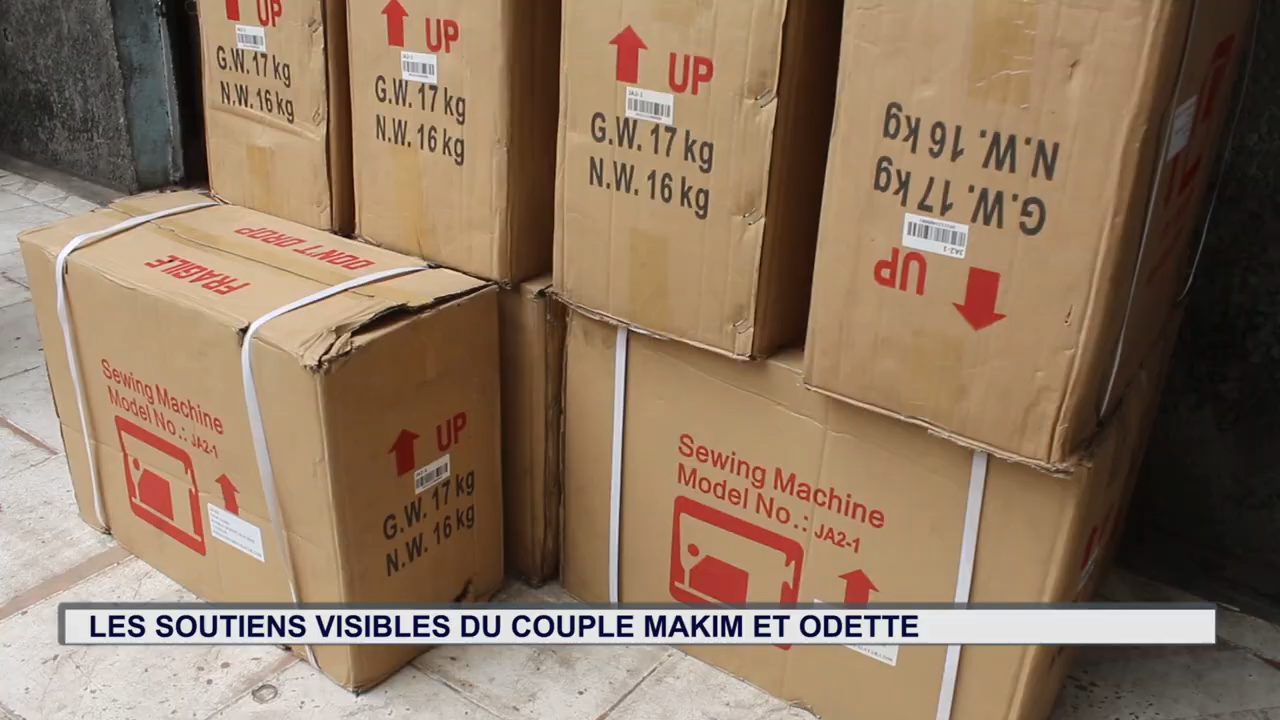 UP
G.W. 17 kg
N.W. 16 kg
UP
G.W. 17 kg
N.W. 16 kg
UP
G.W. 17 kg
N.W. 16 kg
UP
G.W. 17 kg
N.W. 16 kg
DON'T DROP
FRAGILE
Sewing Machine
Model No.: JA2-1
UP
G.W. 17 kg
N.W. 16 kg
Sewing Machine
Model No.: JA2-1
LES SOUTIENS VISIBLES DU COUPLE MAKIM ET ODETTE